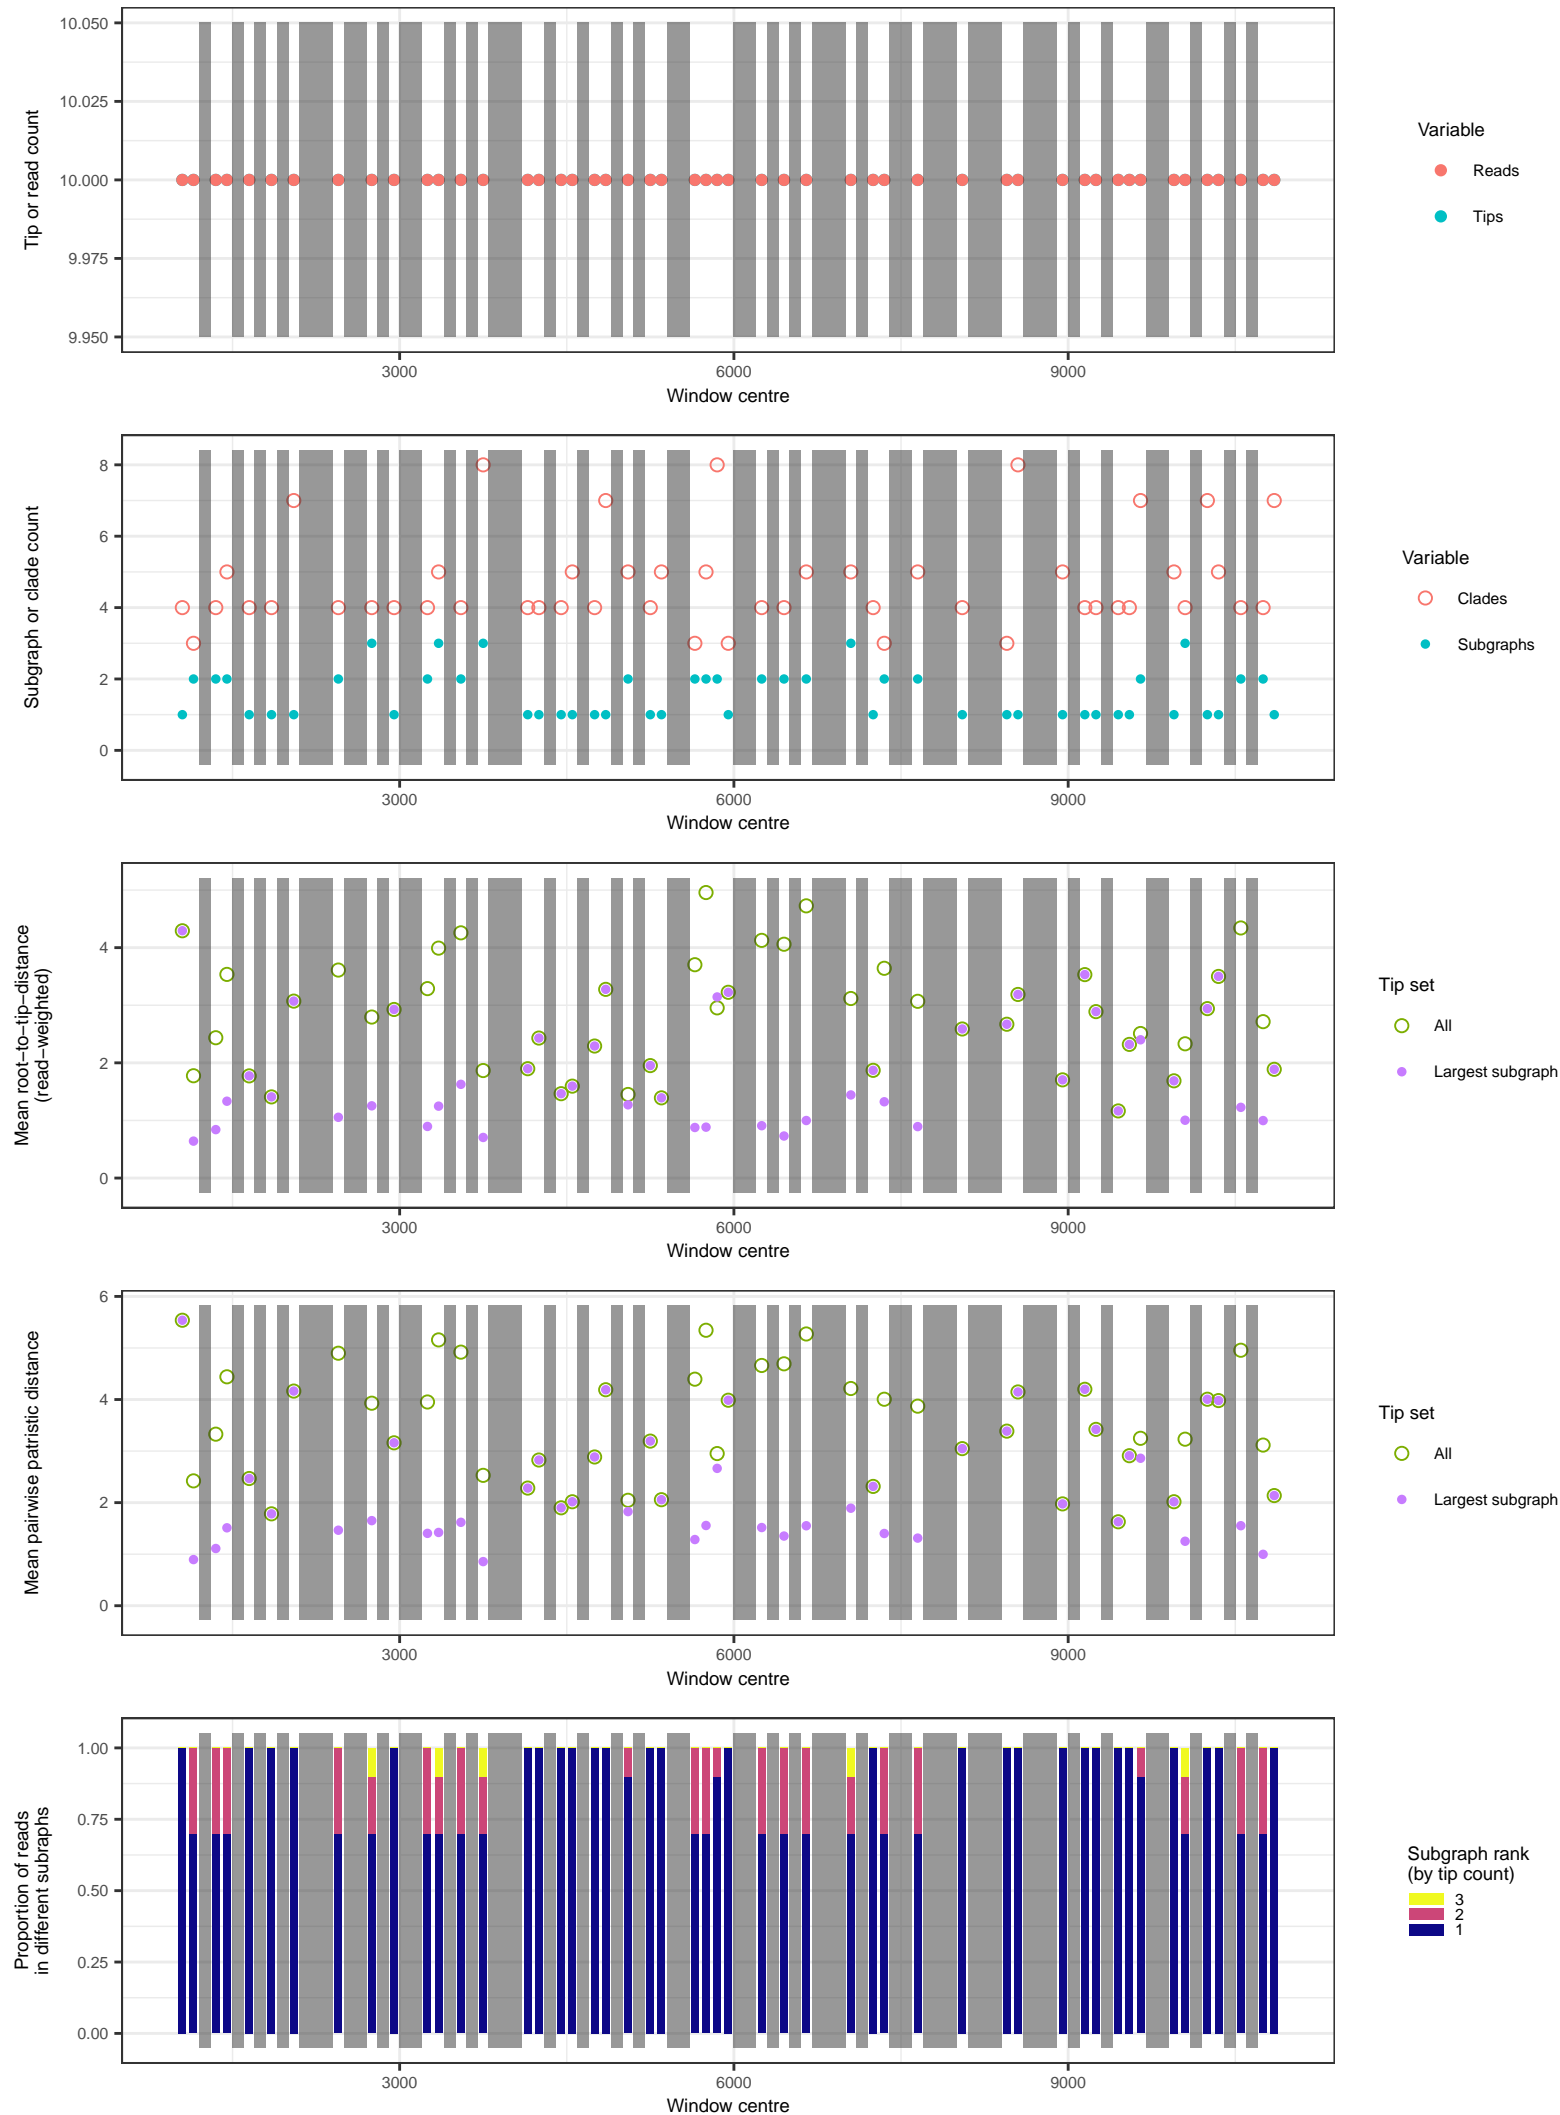 10.050
10.025
10.000
9.975
9.950
Tip or read count
3000
6000
9000
Window centre
Variable
Reads
Tips
8
6
4
2
0
Subgraph or clade count
3000
6000
9000
Window centre
Variable
Clades
Subgraphs
4
2
0
Mean root−to−tip−distance
(read−weighted)
3000
6000
9000
Window centre
Tip set
All
Largest subgraph
6
4
2
0
Mean pairwise patristic distance
3000
6000
9000
Window centre
Tip set
All
Largest subgraph
1.00
0.75
0.50
0.25
0.00
Proportion of reads
in different subraphs
3000
6000
9000
Window centre
Subgraph rank
(by tip count)
3
2
1